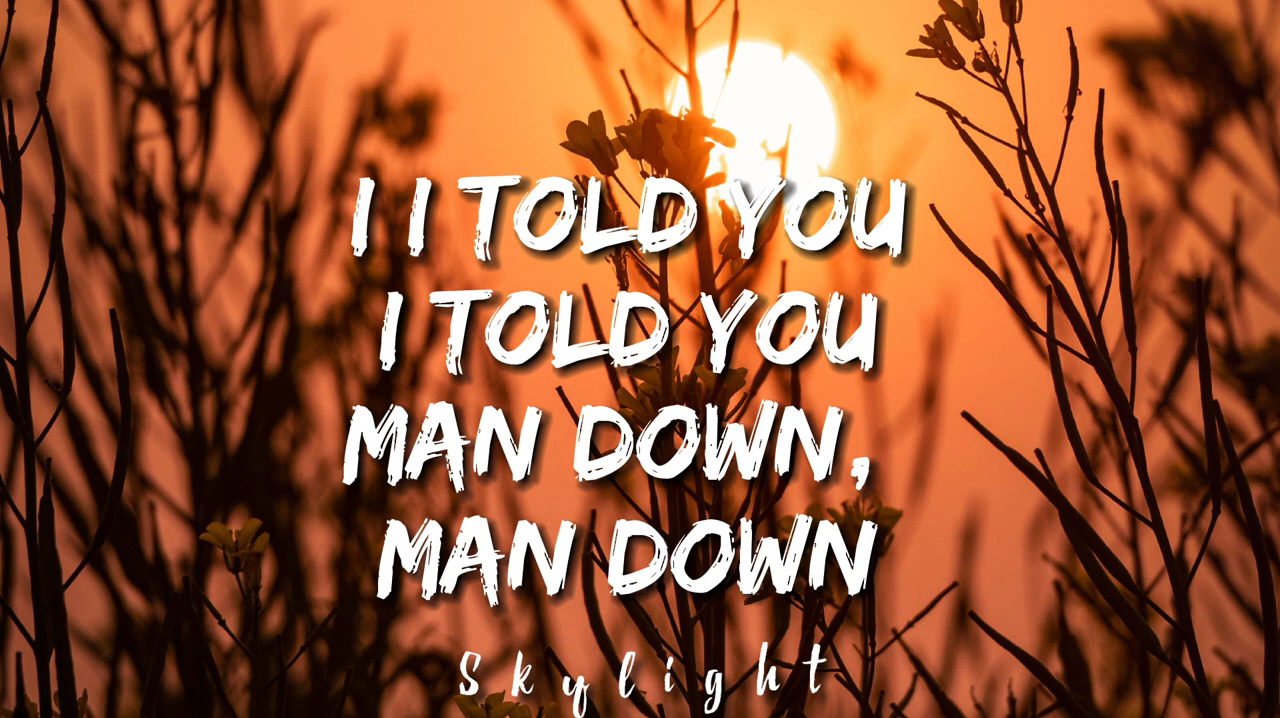 I I TOLD YOU
I TOLD YOU
MAN DOWN,
MAN DOWN
Skylight